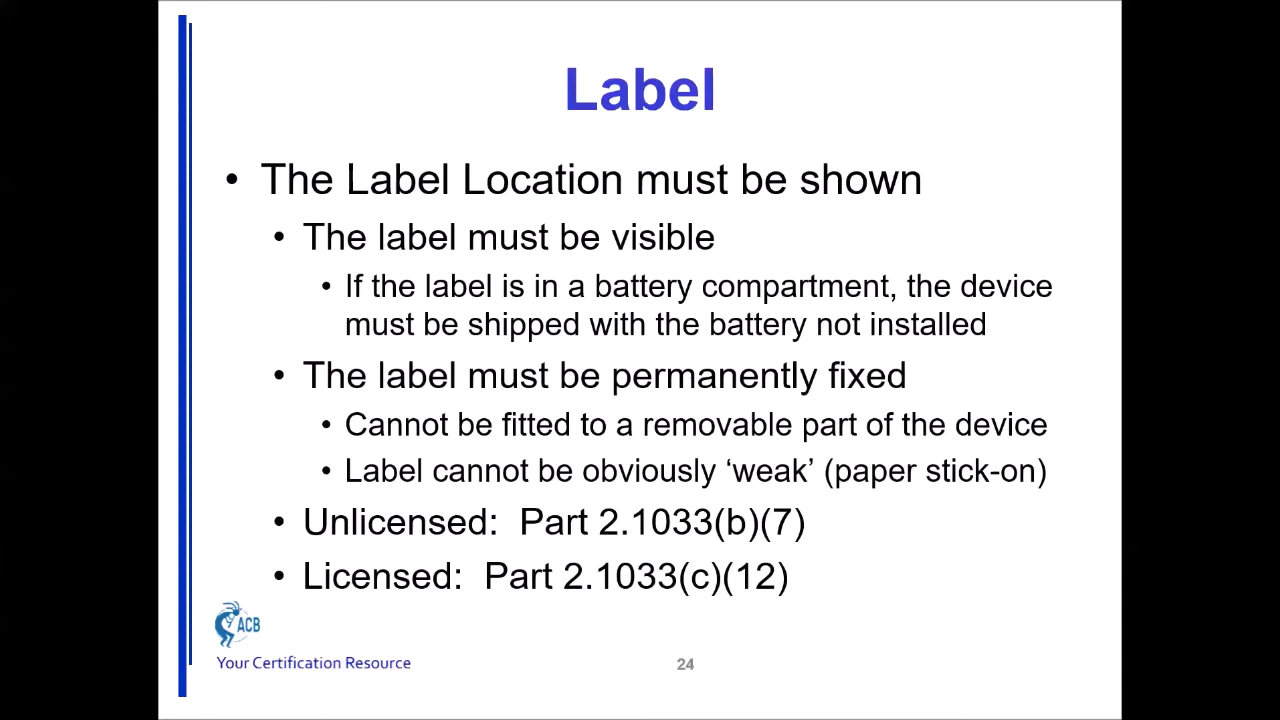 Label
• The Label Location must be shown
• The label must be visible
• If the label is in a battery compartment, the device
must be shipped with the battery not installed
• The label must be permanently fixed
• Cannot be fitted to a removable part of the device
• Label cannot be obviously ‘weak’ (paper stick-on)
• Unlicensed: Part 2.1033(b)(7)
• Licensed: Part 2.1033(c)(12)
ACB
Your Certification Resource
24